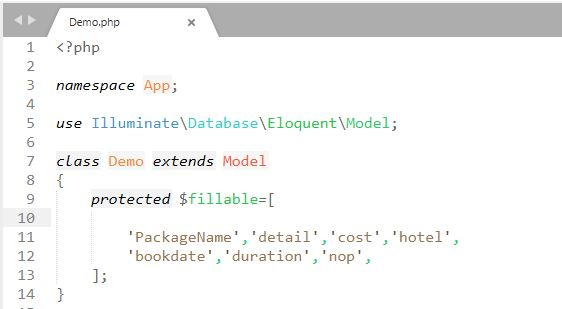 Demo.php
1 <?php
2
3 namespace App;
4
5 use Illuminate\Database\Eloquent\Model;
6
7 class Demo extends Model
8 {
9 protected $fillable=[
10
11 'PackageName','detail','cost','hotel',
12 'bookdate','duration','nop',
13 ];
14 }